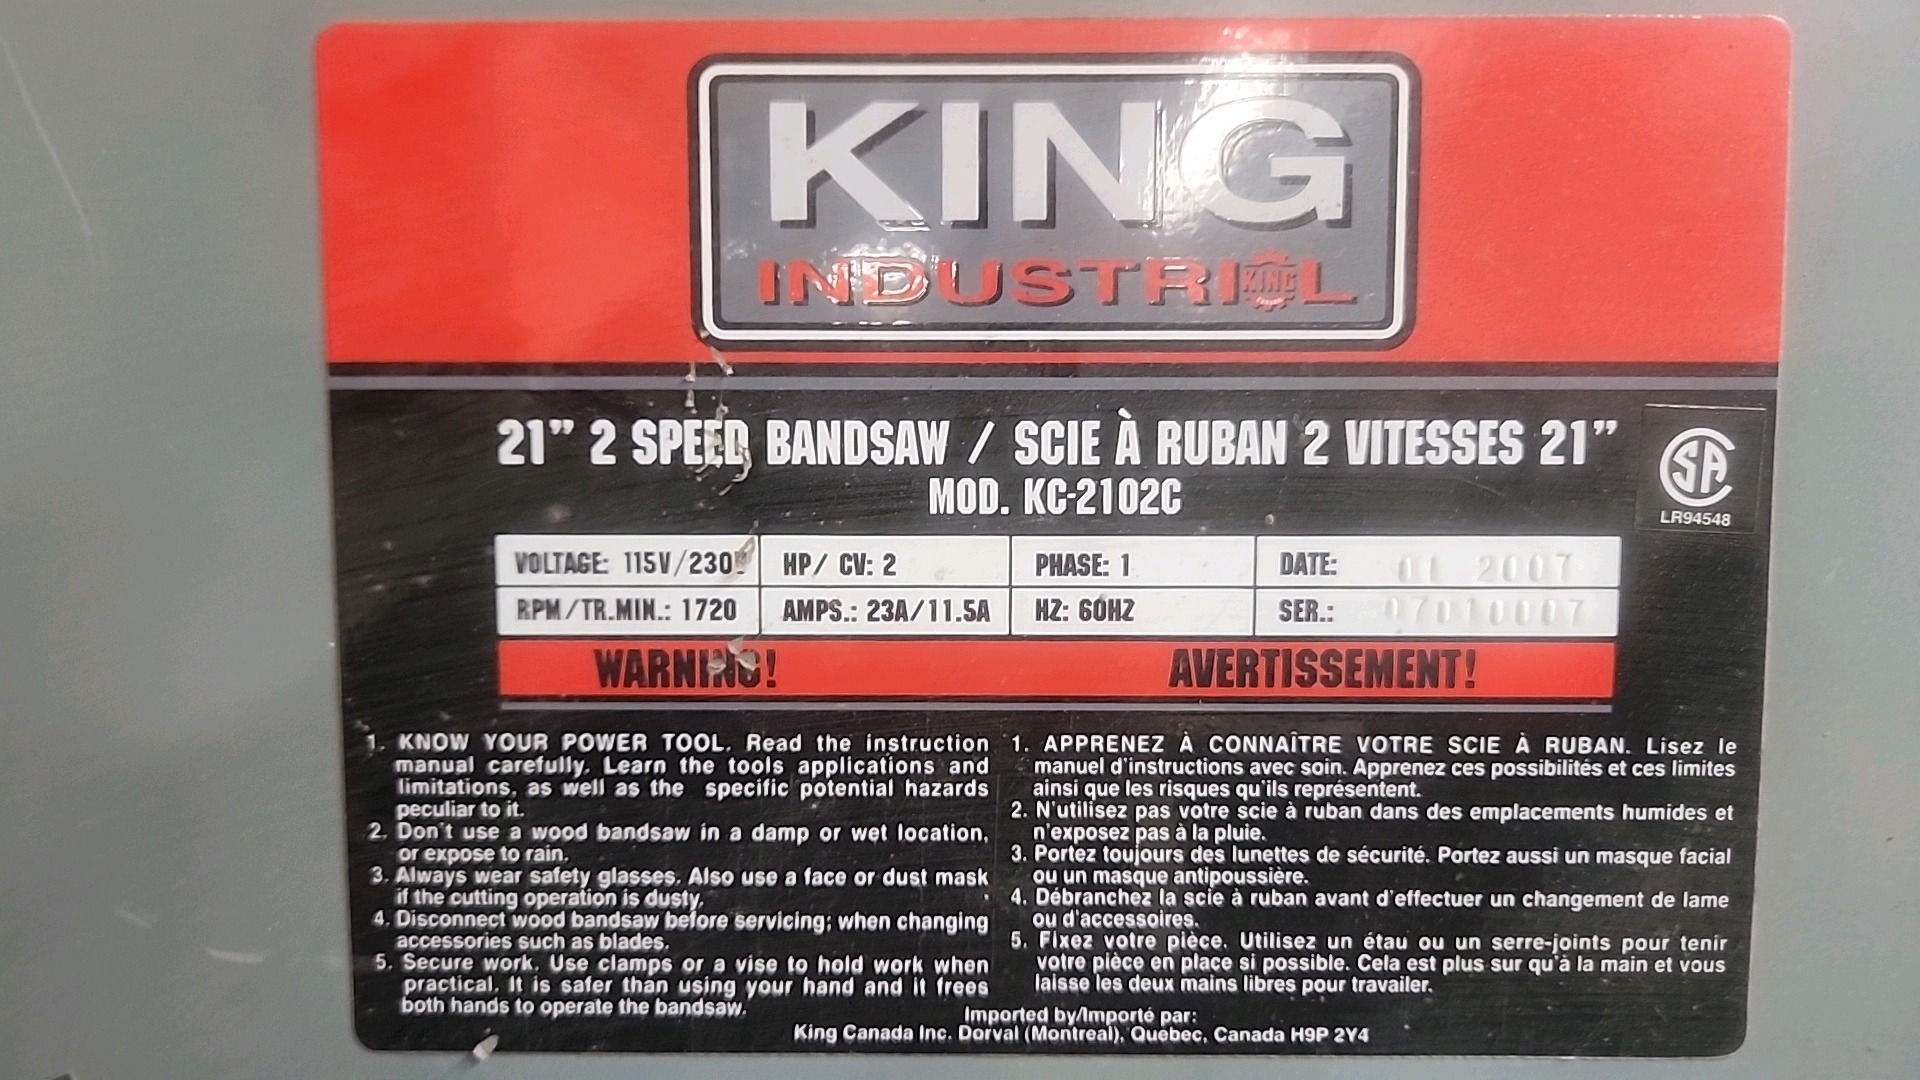 KING
INDUSTRIAL
KING
21” 2 SPEED BANDSAW / SCIE À RUBAN 2 VITESSES 21”
MOD. KC-2102C
SA
LR94548
VOLTAGE: 115V/230V HP/ CV: 2 PHASE: 1 DATE: 01 2007
RPM/TR.MIN.: 1720 AMPS.: 23A/11.5A HZ: 60HZ SER.: 07010007
WARNING! AVERTISSEMENT!
1. KNOW YOUR POWER TOOL. Read the instruction
manual carefully. Learn the tools applications and
limitations, as well as the specific potential hazards
peculiar to it.
2. Don't use a wood bandsaw in a damp or wet location,
or expose to rain.
3. Always wear safety glasses. Also use a face or dust mask
if the cutting operation is dusty.
4. Disconnect wood bandsaw before servicing; when changing
accessories such as blades.
5. Secure work. Use clamps or a vise to hold work when
practical. It is safer than using your hand and it frees
both hands to operate the bandsaw.
1. APPRENEZ À CONNAÎTRE VOTRE SCIE À RUBAN. Lisez le
manuel d'instructions avec soin. Apprenez ces possibilités et ces limites
ainsi que les risques qu'ils représentent.
2. N'utilisez pas votre scie à ruban dans des emplacements humides et
n'exposez pas à la pluie.
3. Portez toujours des lunettes de sécurité. Portez aussi un masque facial
ou un masque antipoussière.
4. Débranchez la scie à ruban avant d'effectuer un changement de lame
ou d'accessoires.
5. Fixez votre pièce. Utilisez un étau ou un serre-joints pour tenir
votre pièce en place si possible. Cela est plus sur qu'à la main et vous
laisse les deux mains libres pour travailer.
Imported by/Importé par:
King Canada Inc. Dorval (Montreal), Quebec, Canada H9P 2Y4